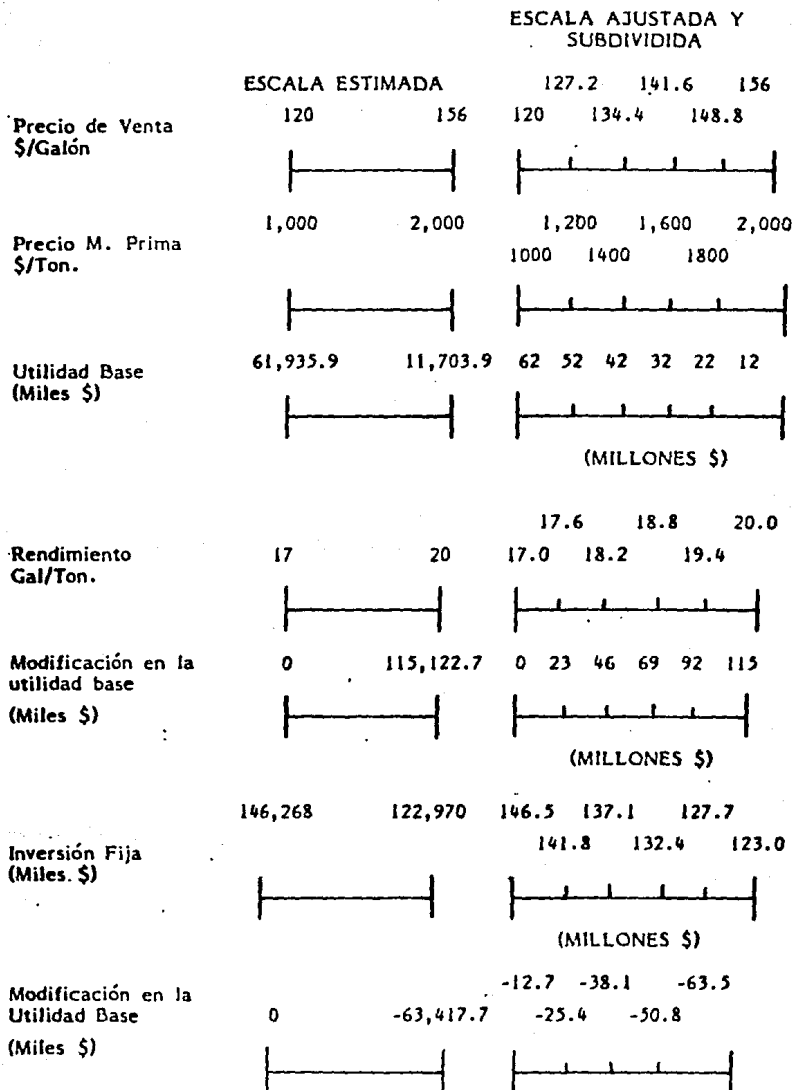 ESCALA AJUSTADA Y
SUBDIVIDIDA
ESCALA ESTIMADA 127.2 141.6 156
Precio de Venta 120 156 120 134.4 148.8
$/Galón
1,000 2,000 1,200 1,600 2,000
Precio M. Prima
$/Ton. 1000 1400 1800
Utilidad Base 61,935.9 11,703.9 62 52 42 32 22 12
(Miles $)
(MILLONES $)
17.6 18.8 20.0
Rendimiento 17 20 17.0 18.2 19.4
Gal/Ton.
Modificación en la 0 115,122.7 0 23 46 69 92 115
utilidad base
(Miles $)
(MILLONES $)
146,268 122,970 146.5 137.1 127.7
Inversión Fija 141.8 132.4 123.0
(Miles. $)
(MILLONES $)
-12.7 -38.1 -63.5
Modificación en la
Utilidad Base 0 -63,417.7 -25.4 -50.8
(Miles $)